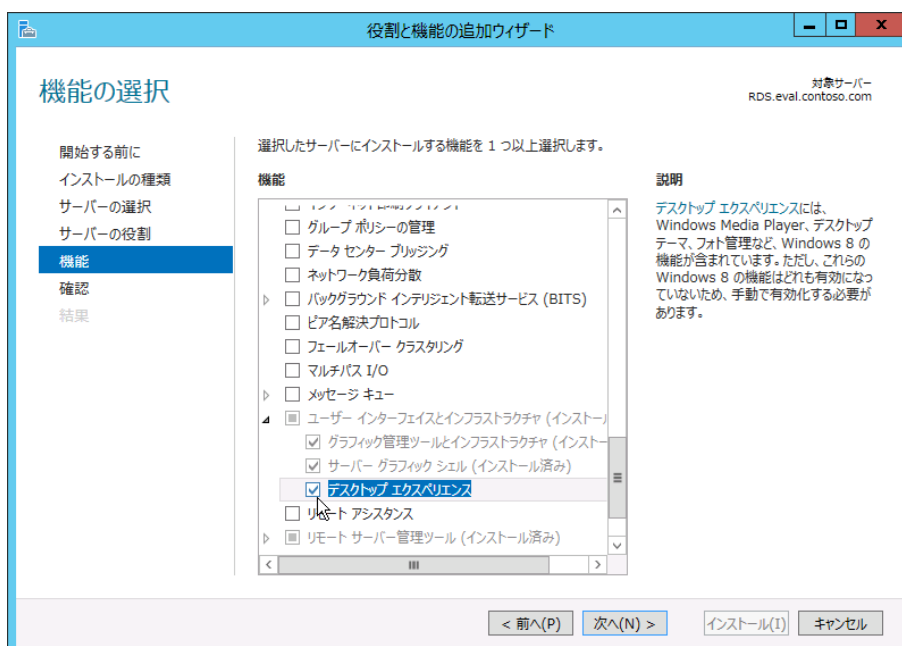 役割と機能の追加ウィザード
機能の選択
対象サーバー
RDS.eval.contoso.com
開始する前に
インストールの種類
サーバーの選択
サーバーの役割
機能
確認
結果
選択したサーバーにインストールする機能を 1 つ以上選択します。
機能
グループ ポリシーの管理
データ センター ブリッジング
ネットワーク負荷分散
バックグラウンド インテリジェント転送サービス (BITS)
ピア名解決プロトコル
フェールオーバー クラスタリング
マルチパス I/O
メッセージ キュー
ユーザー インターフェイスとインフラストラクチャ (インストー
グラフィック管理ツールとインフラストラクチャ (インストー
サーバー グラフィック シェル (インストール済み)
デスクトップ エクスペリエンス
リモート アシスタンス
リモート サーバー管理ツール (インストール済み)
説明
デスクトップ エクスペリエンスには、
Windows Media Player、デスクトップ
テーマ、フォト管理など、Windows 8 の
機能が含まれています。ただし、これらの
Windows 8 の機能はどれも有効になっ
ていないため、手動で有効化する必要が
あります。
< 前へ(P)
次へ(N) >
インストール(I)
キャンセル